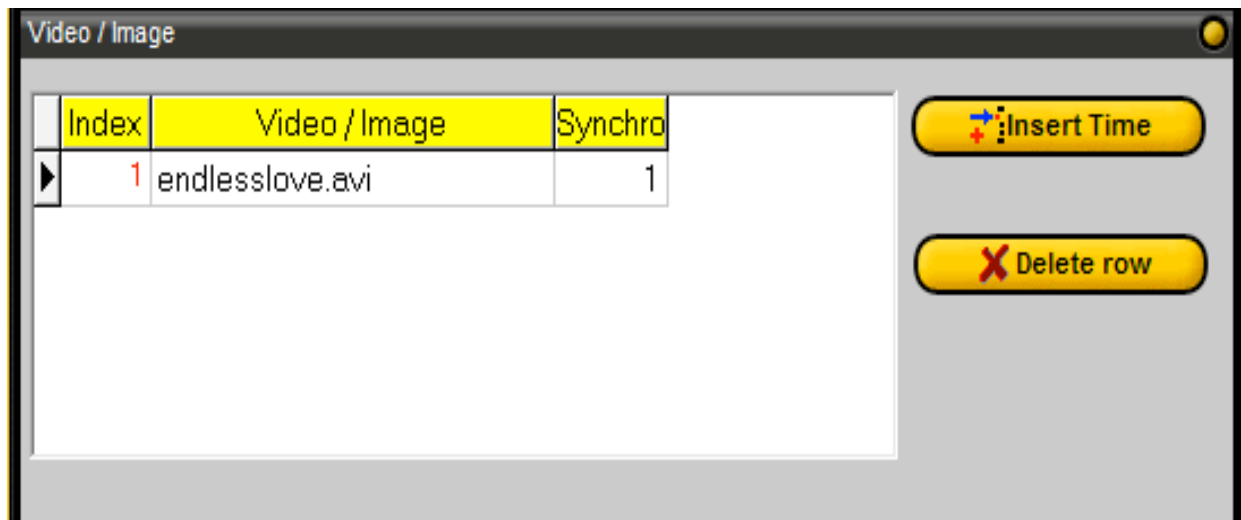 Video / Image
Index Video / Image Synchro
1 endlesslove.avi 1
Insert Time
Delete row